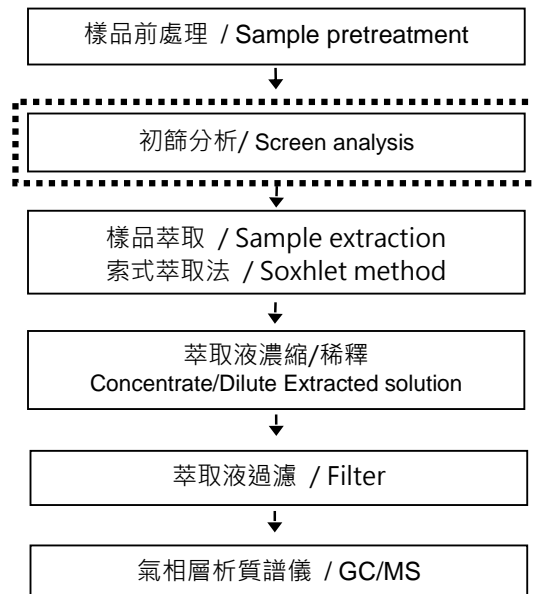 樣品前處理 / Sample pretreatment
初篩分析/ Screen analysis
樣品萃取 / Sample extraction
索式萃取法 / Soxhlet method
萃取液濃縮/稀釋
Concentrate/Dilute Extracted solution
萃取液過濾 / Filter
氣相層析質譜儀 / GC/MS